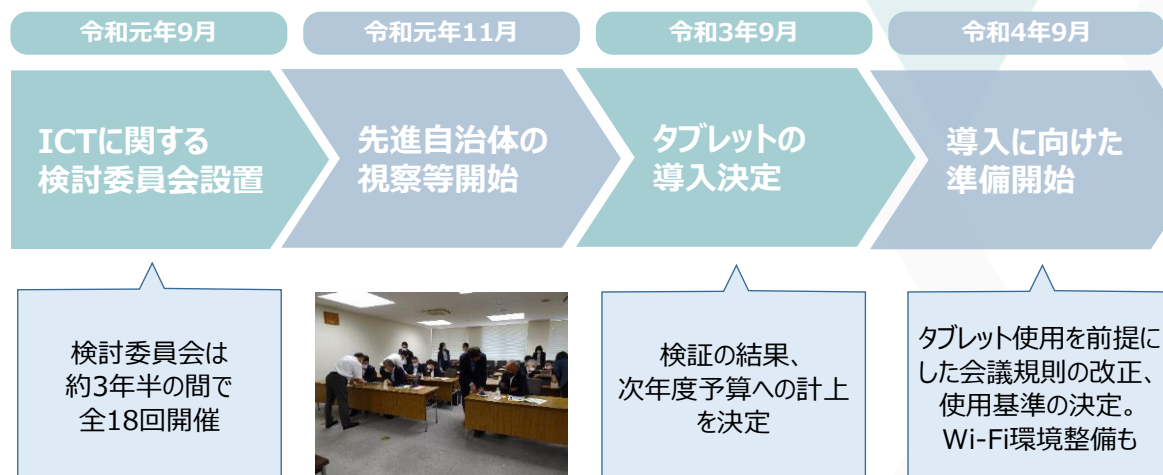 令和元年9月
令和元年11月
令和3年9月
令和4年9月
ICTに関する
検討委員会設置
先進自治体の
視察等開始
タブレットの
導入決定
導入に向けた
準備開始
検討委員会は
約3年半の間で
全18回開催
検証の結果、
次年度予算への計上
を決定
タブレット使用を前提に
した会議規則の改正、
使用基準の決定。
Wi-Fi環境整備も